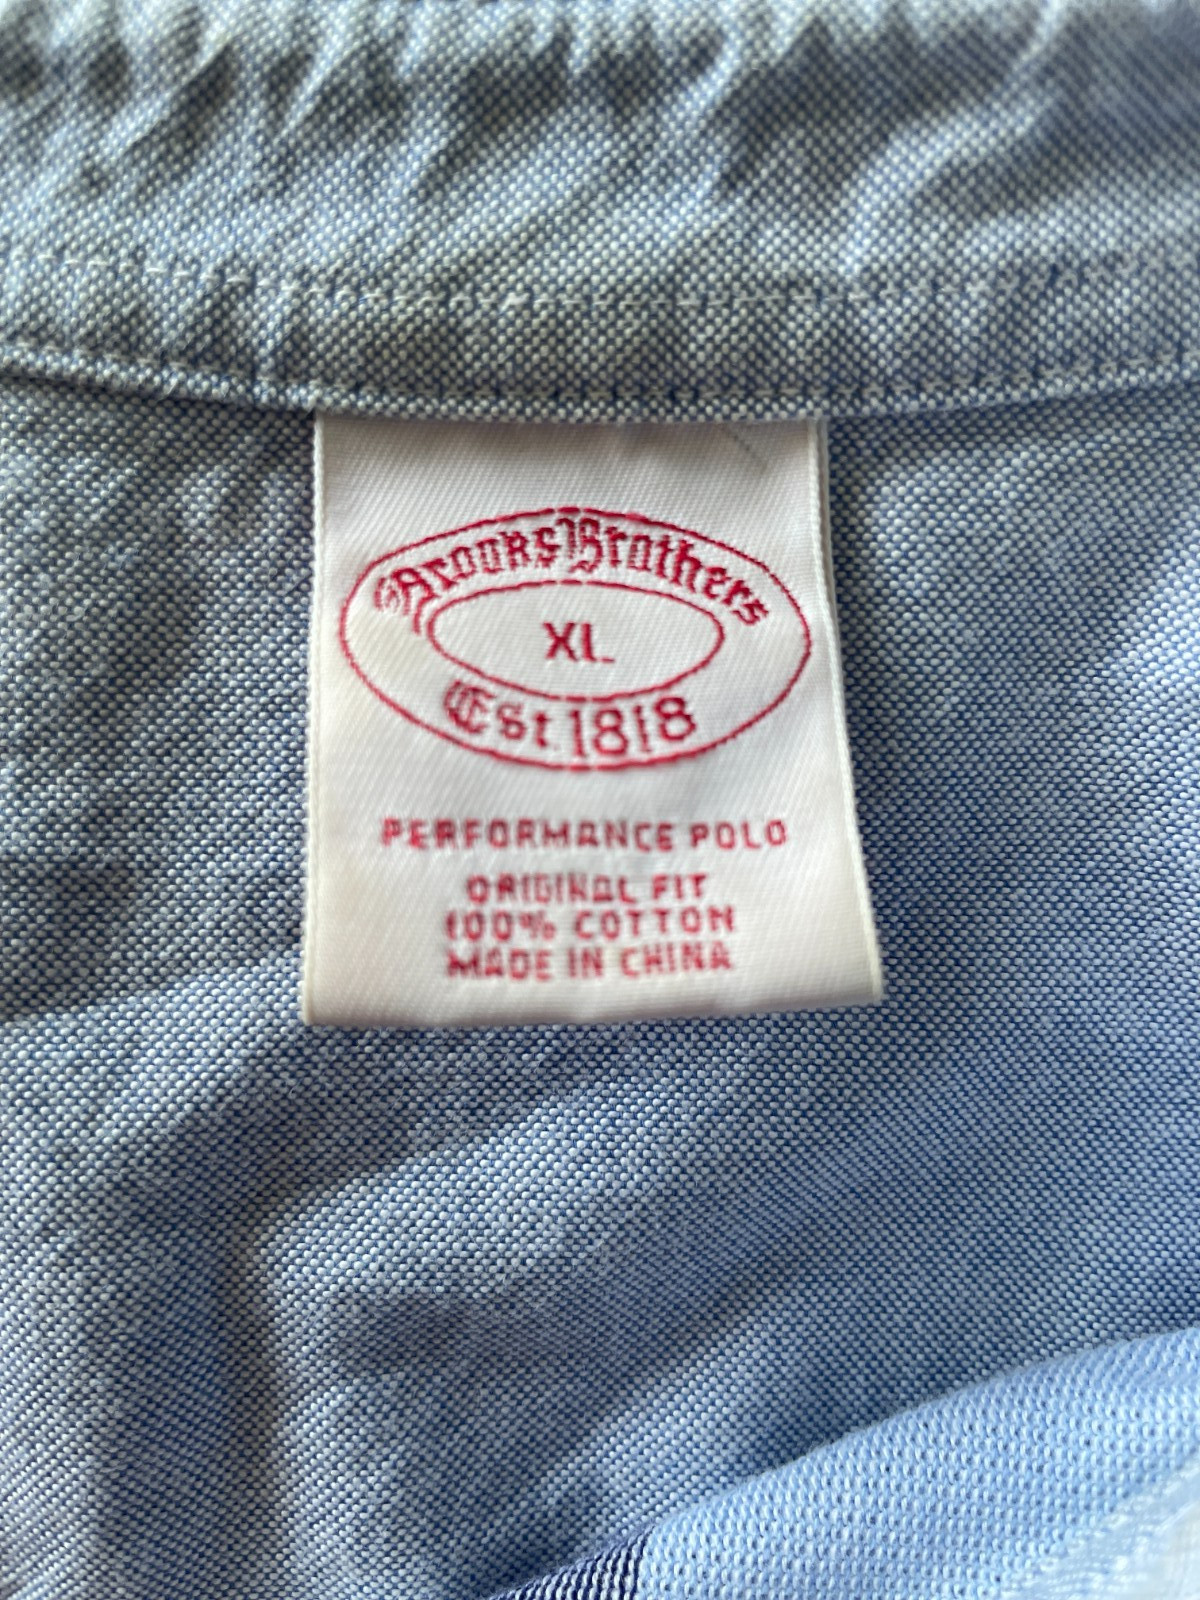 Brooks Brothers
XL
Est. 1818
PERFORMANCE POLO
ORIGINAL FIT
100% COTTON
MADE IN CHINA